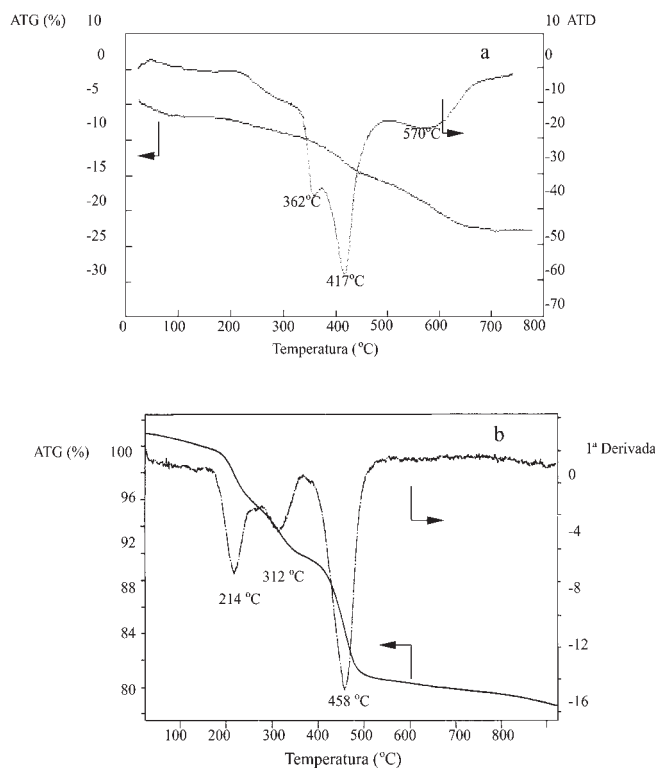 ATG (%) 10 10 ATD
a
0 0
-5 -10
-10 -20
570°C
-15 -30
362°C -40
-20 -50
-25 -60
417°C
-30 -70
0 100 200 300 400 500 600 700 800
Temperatura (°C)
b
ATG (%) 100 1ª Derivada
0
96
-4
92
312 °C
88 -8
214 °C
84 -12
80 458 °C -16
100 200 300 400 500 600 700 800
Temperatura (°C)